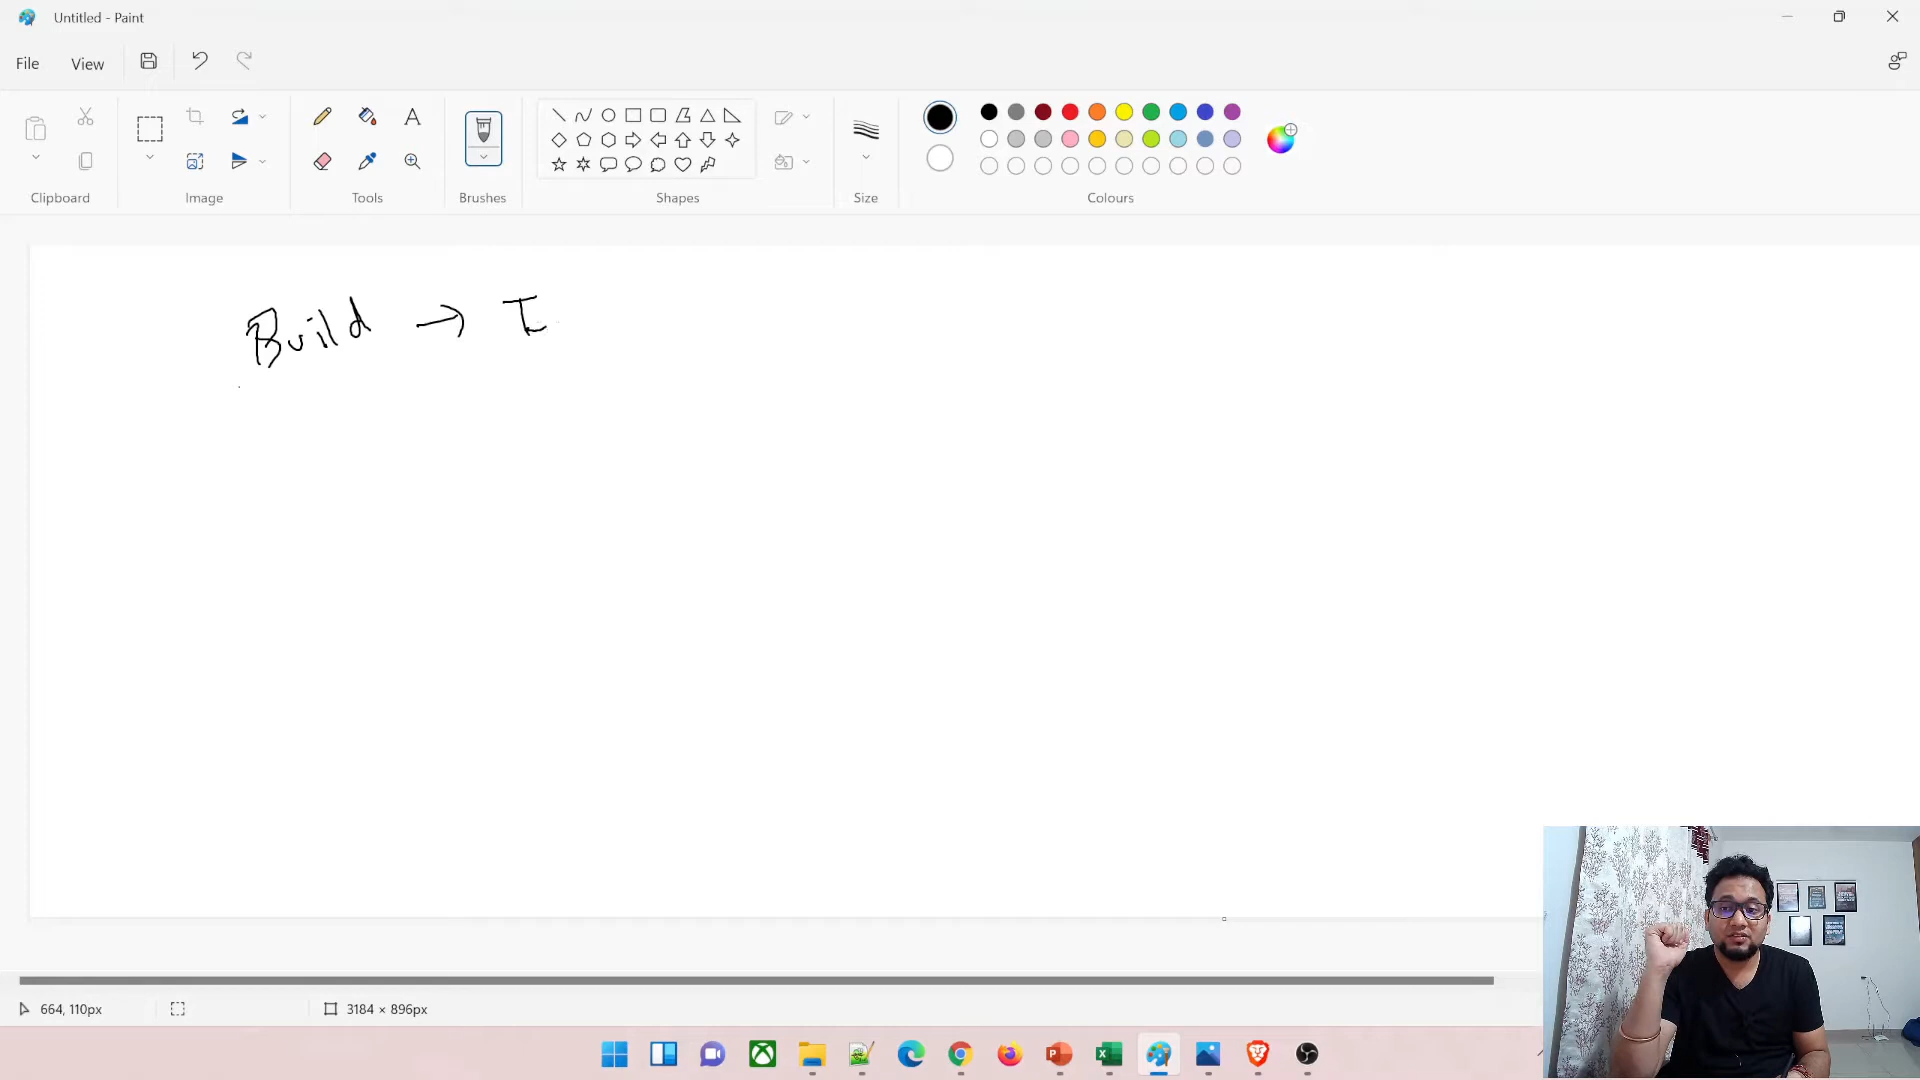 Untitled - Paint
File
View
Clipboard
Image
Tools
Brushes
Shapes
Size
Colours
Build → I
664, 110px
3184 × 896px